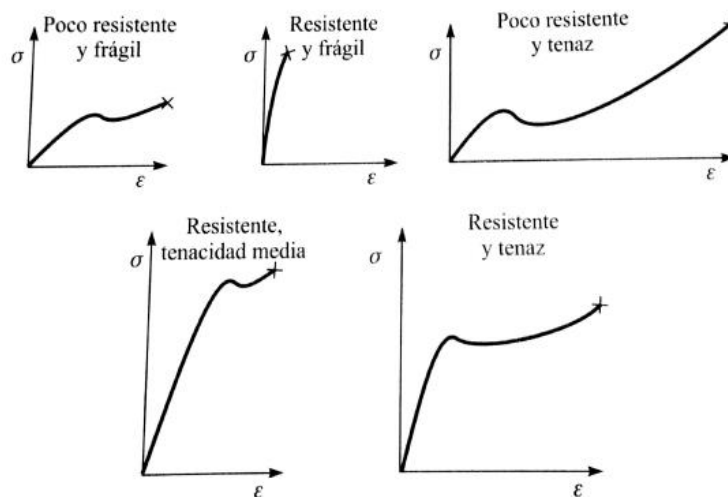 Poco resistente
y frágil
σ
ε
Resistente
y frágil
σ
ε
Poco resistente
y tenaz
σ
ε
Resistente,
tenacidad media
σ
ε
Resistente
y tenaz
σ
ε